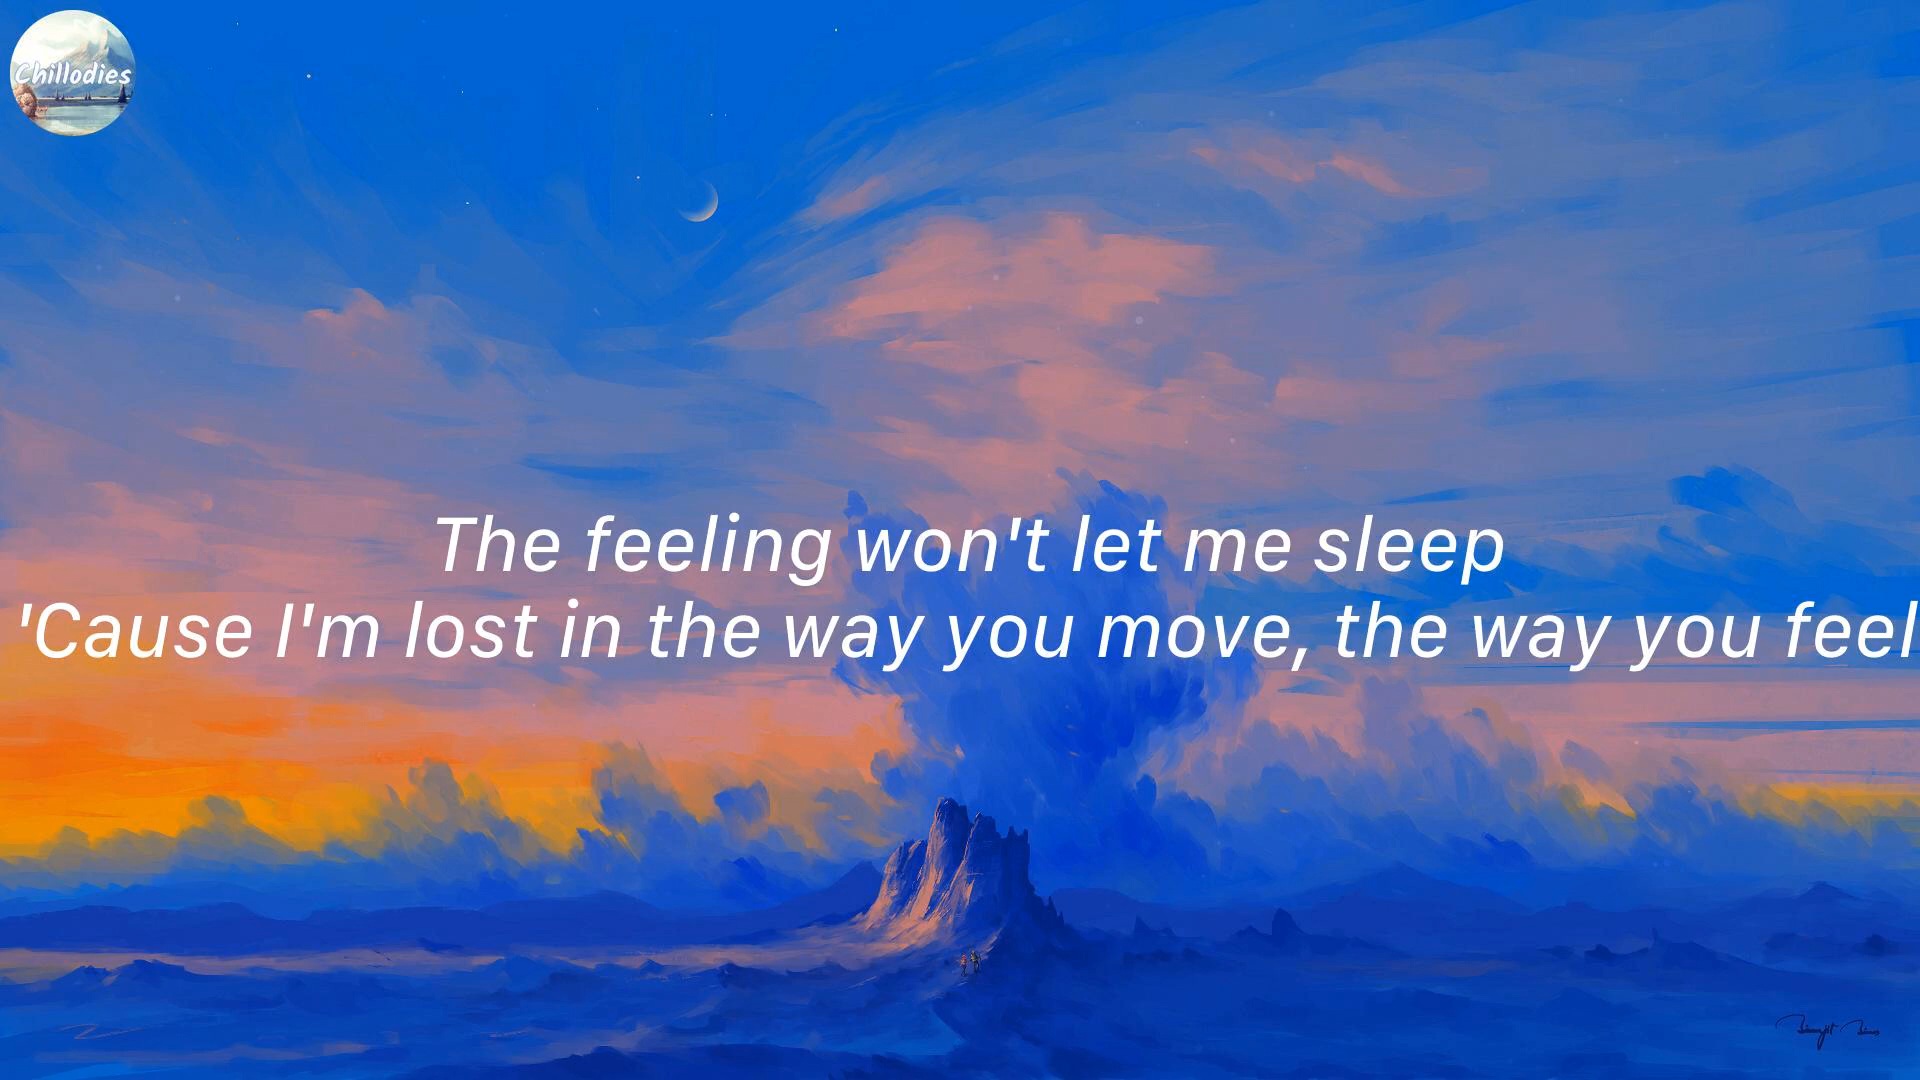 Chillodies
The feeling won't let me sleep
'Cause I'm lost in the way you move, the way you feel